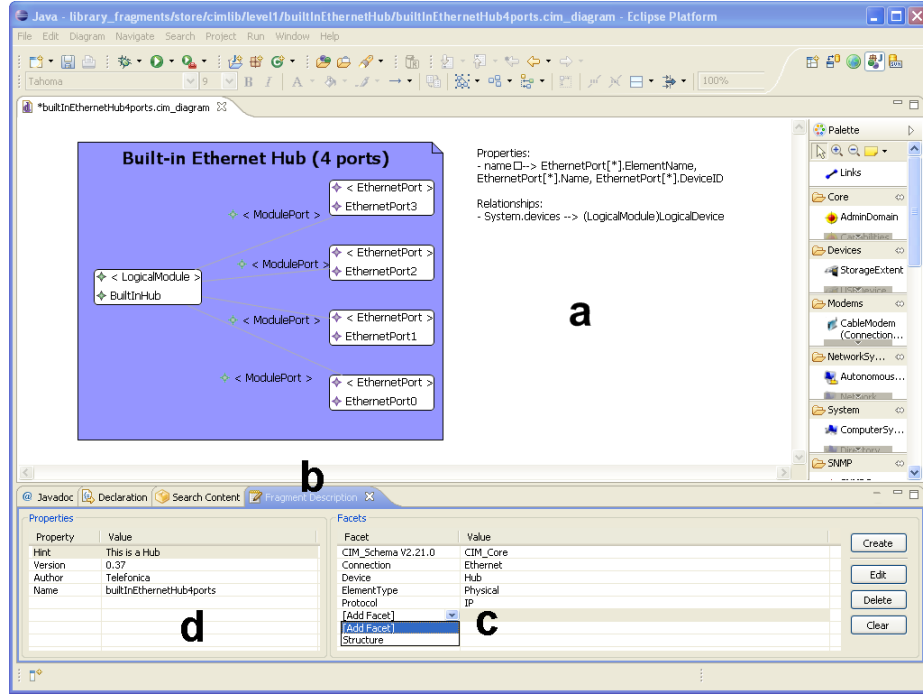 Java - library_fragments/store/cimlib/level1/builtInEthernetHub/builtInEthernetHub4ports.cim_diagram - Eclipse Platform
File Edit Diagram Navigate Search Project Run Window Help
Tahoma 9 B I A 100%
*builtInEthernetHub4ports.cim_diagram
Built-in Ethernet Hub (4 ports)
< EthernetPort >
EthernetPort3
< ModulePort >
< EthernetPort >
EthernetPort2
< ModulePort >
< LogicalModule >
BuiltInHub
< EthernetPort >
EthernetPort1
< ModulePort >
< EthernetPort >
EthernetPort0
< ModulePort >
Properties:
- name□--> EthernetPort[*].ElementName,
EthernetPort[*].Name, EthernetPort[*].DeviceID
Relationships:
- System.devices --> (LogicalModule)LogicalDevice
a
Palette
Links
Core
AdminDomain
Devices
StorageExtent
Modems
CableModem
(Connection...
NetworkSy...
Autonomous...
Network
System
ComputerSy...
Directory
SNMP
b
@ Javadoc Declaration Search Content Fragment Description
Properties
Property Value
Hint This is a Hub
Version 0.37
Author Telefonica
Name builtInEthernetHub4ports
d
Facets
Facet Value
CIM_Schema V2.21.0 CIM_Core
Connection Ethernet
Device Hub
ElementType Physical
Protocol IP
[Add Facet]
[Add Facet]
Structure
c
Create
Edit
Delete
Clear